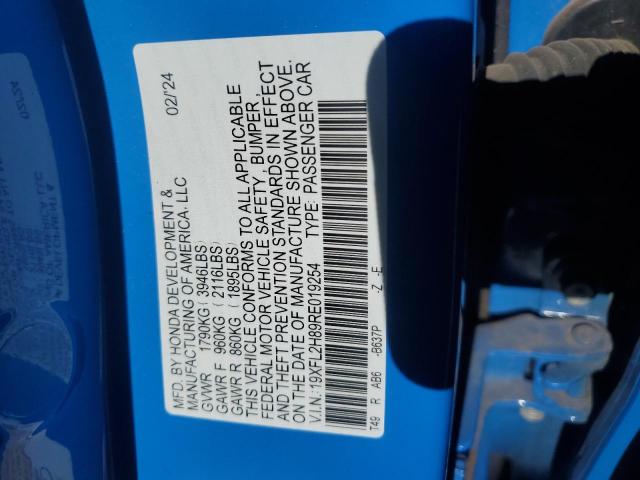 MFD. BY HONDA DEVELOPMENT &
MANUFACTURING OF AMERICA, LLC 02/'24
GVWR 1790KG (3946LBS)
GAWR F 960KG (2116LBS)
GAWR R 860KG (1895LBS)
THIS VEHICLE CONFORMS TO ALL APPLICABLE
FEDERAL MOTOR VEHICLE SAFETY, BUMPER,
AND THEFT PREVENTION STANDARDS IN EFFECT
ON THE DATE OF MANUFACTURE SHOWN ABOVE.
V.I.N.:19XFL2H89RE019254 TYPE: PASSENGER CAR
T49 R AB6 -B637P -Z -E